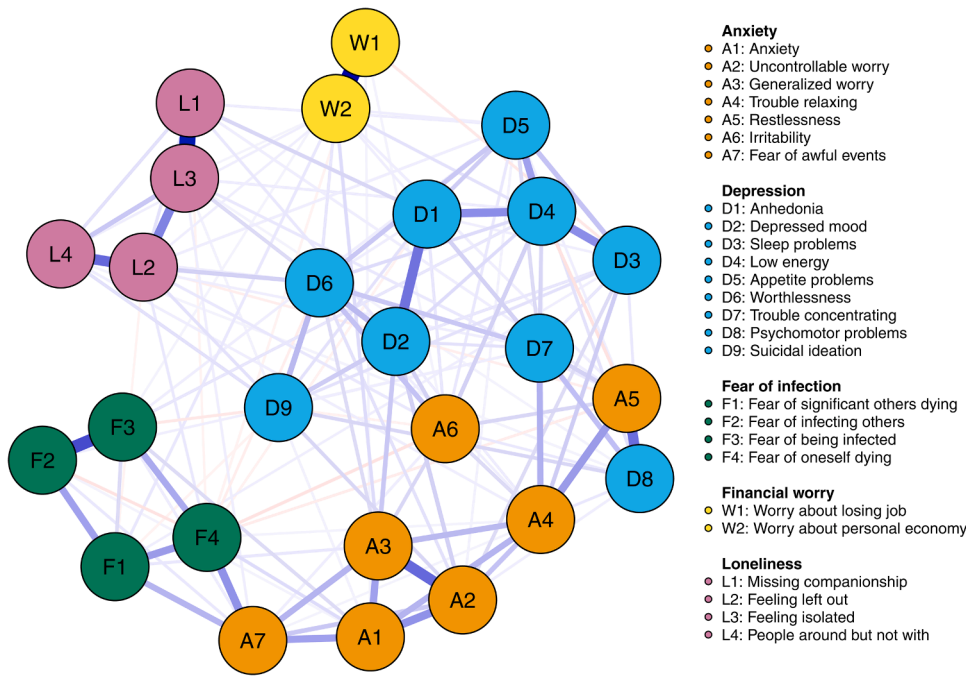 W1
W2
L1
D5
L3
D1
D4
L4
L2
D3
D6
D2
D7
A5
D9
F3
A6
F2
D8
A4
F4
A3
F1
A2
A7
A1
Anxiety
A1: Anxiety
A2: Uncontrollable worry
A3: Generalized worry
A4: Trouble relaxing
A5: Restlessness
A6: Irritability
A7: Fear of awful events
Depression
D1: Anhedonia
D2: Depressed mood
D3: Sleep problems
D4: Low energy
D5: Appetite problems
D6: Worthlessness
D7: Trouble concentrating
D8: Psychomotor problems
D9: Suicidal ideation
Fear of infection
F1: Fear of significant others dying
F2: Fear of infecting others
F3: Fear of being infected
F4: Fear of oneself dying
Financial worry
W1: Worry about losing job
W2: Worry about personal economy
Loneliness
L1: Missing companionship
L2: Feeling left out
L3: Feeling isolated
L4: People around but not with